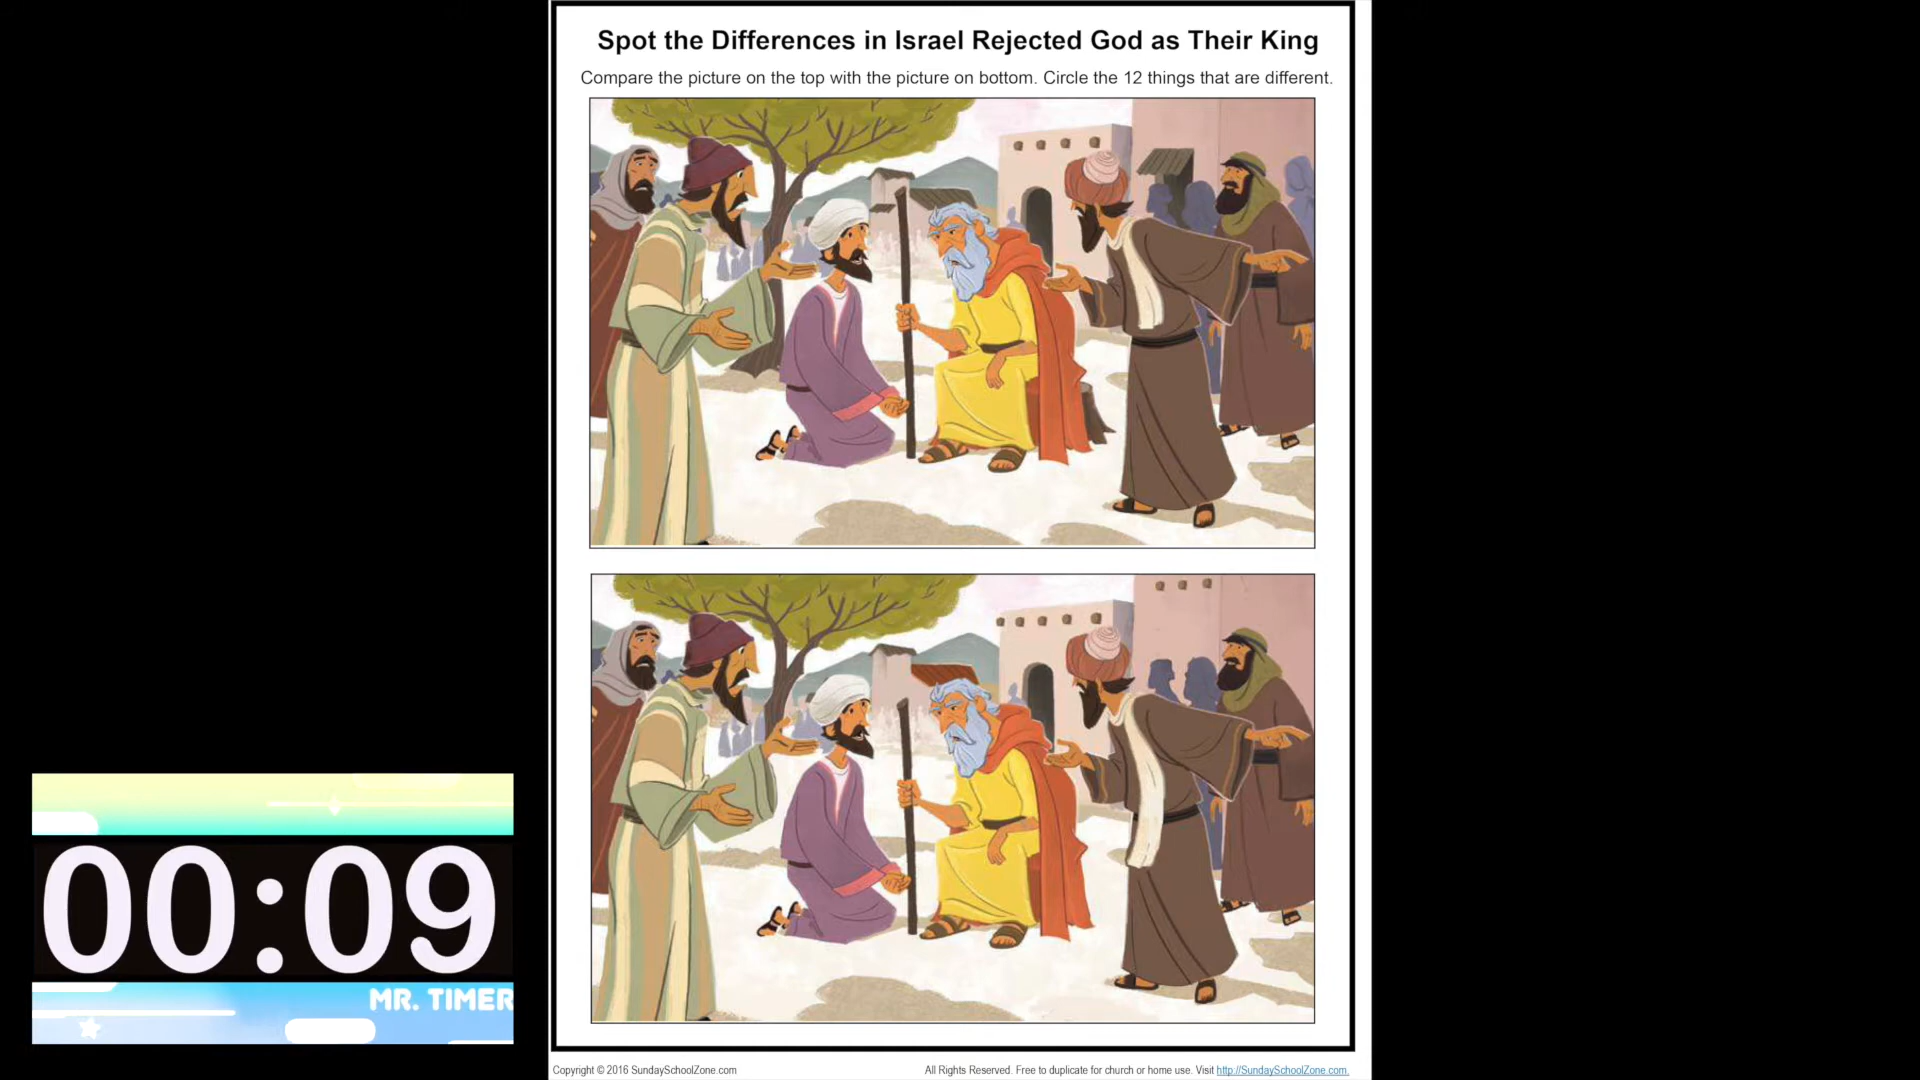 Spot the Differences in Israel Rejected God as Their King
Compare the picture on the top with the picture on bottom. Circle the 12 things that are different.
00:09
MR. TIMER
Copyright © 2016 SundaySchoolZone.com
All Rights Reserved. Free to duplicate for church or home use. Visit http://SundaySchoolZone.com.